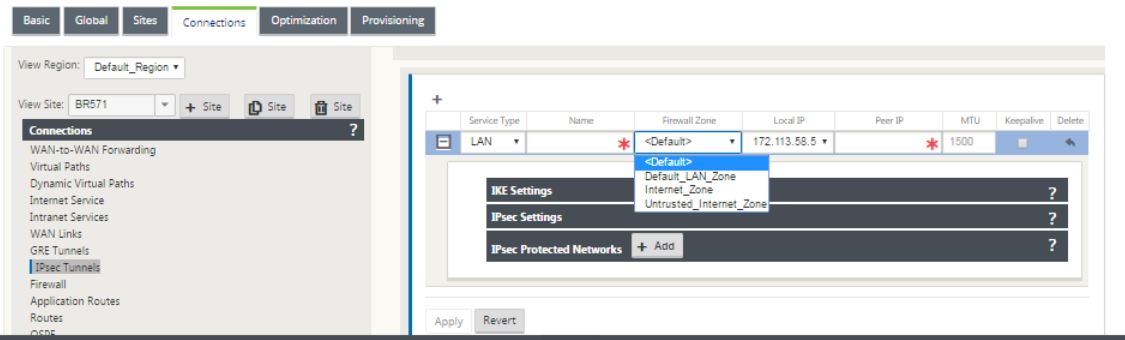 Basic Global Sites Connections Optimization Provisioning
View Region: Default_Region
View Site: BR571 + Site Site Site
Connections ?
WAN-to-WAN Forwarding
Virtual Paths
Dynamic Virtual Paths
Internet Service
Intranet Services
WAN Links
GRE Tunnels
IPsec Tunnels
Firewall
Application Routes
Routes
OSPF
+
Service Type Name Firewall Zone Local IP Peer IP MTU Keepalive Delete
LAN * <Default> 172.113.58.5 * 1500
<Default>
Default_LAN_Zone
Internet_Zone
Untrusted_Internet_Zone
IKE Settings ?
IPsec Settings ?
IPsec Protected Networks + Add ?
Apply Revert